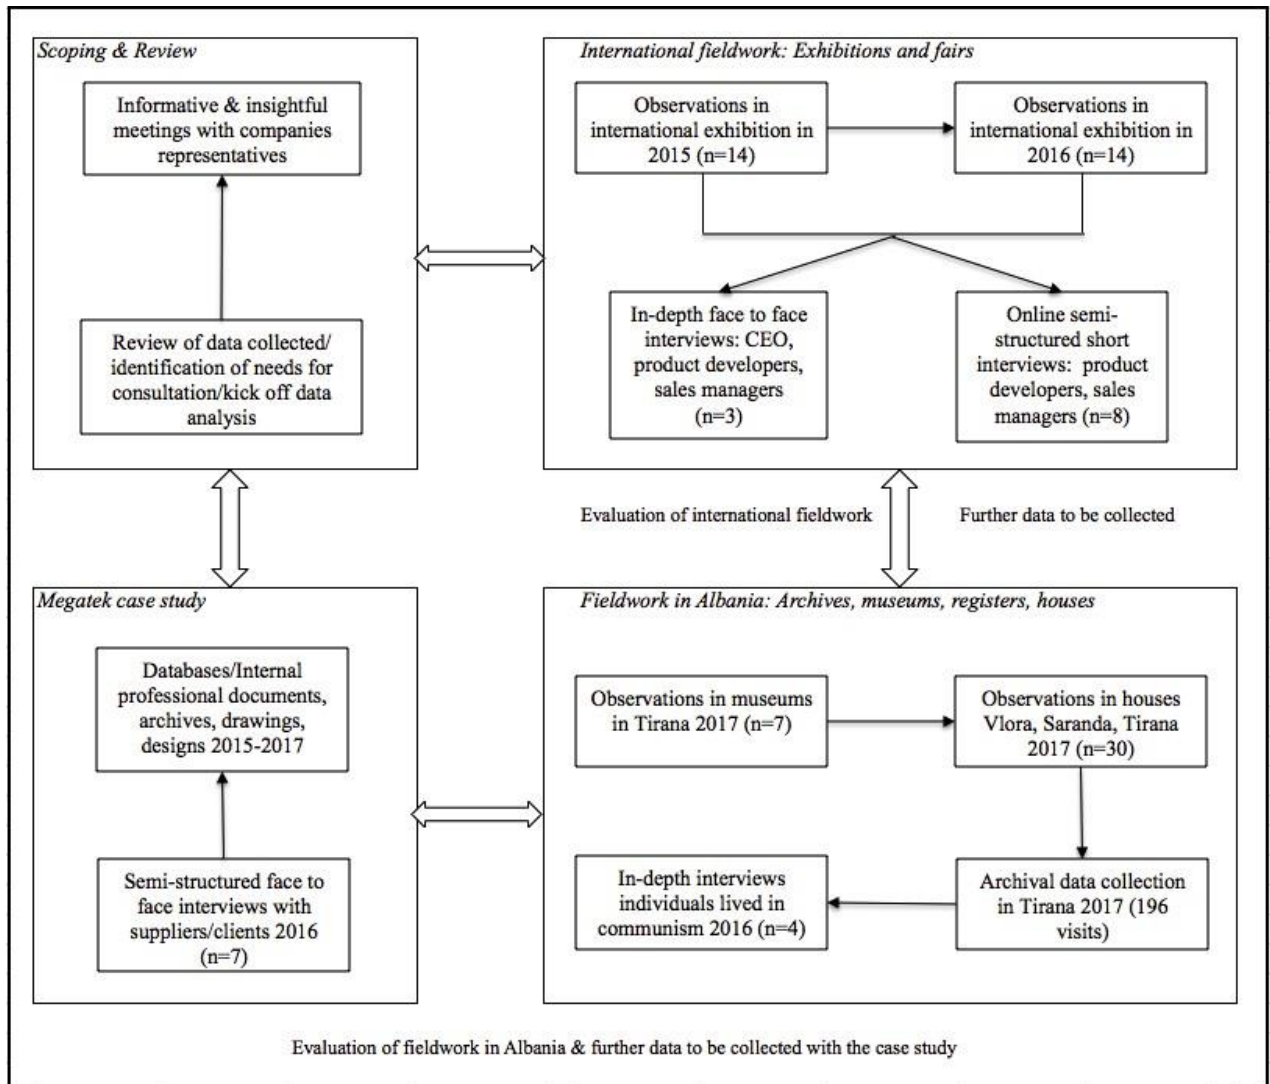 Scoping & Review
Informative & insightful
meetings with companies
representatives
Review of data collected/
identification of needs for
consultation/kick off data
analysis
International fieldwork: Exhibitions and fairs
Observations in
international exhibition in
2015 (n=14)
Observations in
international exhibition in
2016 (n=14)
In-depth face to face
interviews: CEO,
product developers,
sales managers
(n=3)
Online semi-
structured short
interviews: product
developers, sales
managers (n=8)
Evaluation of international fieldwork
Further data to be collected
Megatek case study
Databases/Internal
professional documents,
archives, drawings,
designs 2015-2017
Semi-structured face to
face interviews with
suppliers/clients 2016
(n=7)
Fieldwork in Albania: Archives, museums, registers, houses
Observations in museums
in Tirana 2017 (n=7)
Observations in houses
Vlora, Saranda, Tirana
2017 (n=30)
In-depth interviews
individuals lived in
communism 2016 (n=4)
Archival data collection
in Tirana 2017 (196
visits)
Evaluation of fieldwork in Albania & further data to be collected with the case study